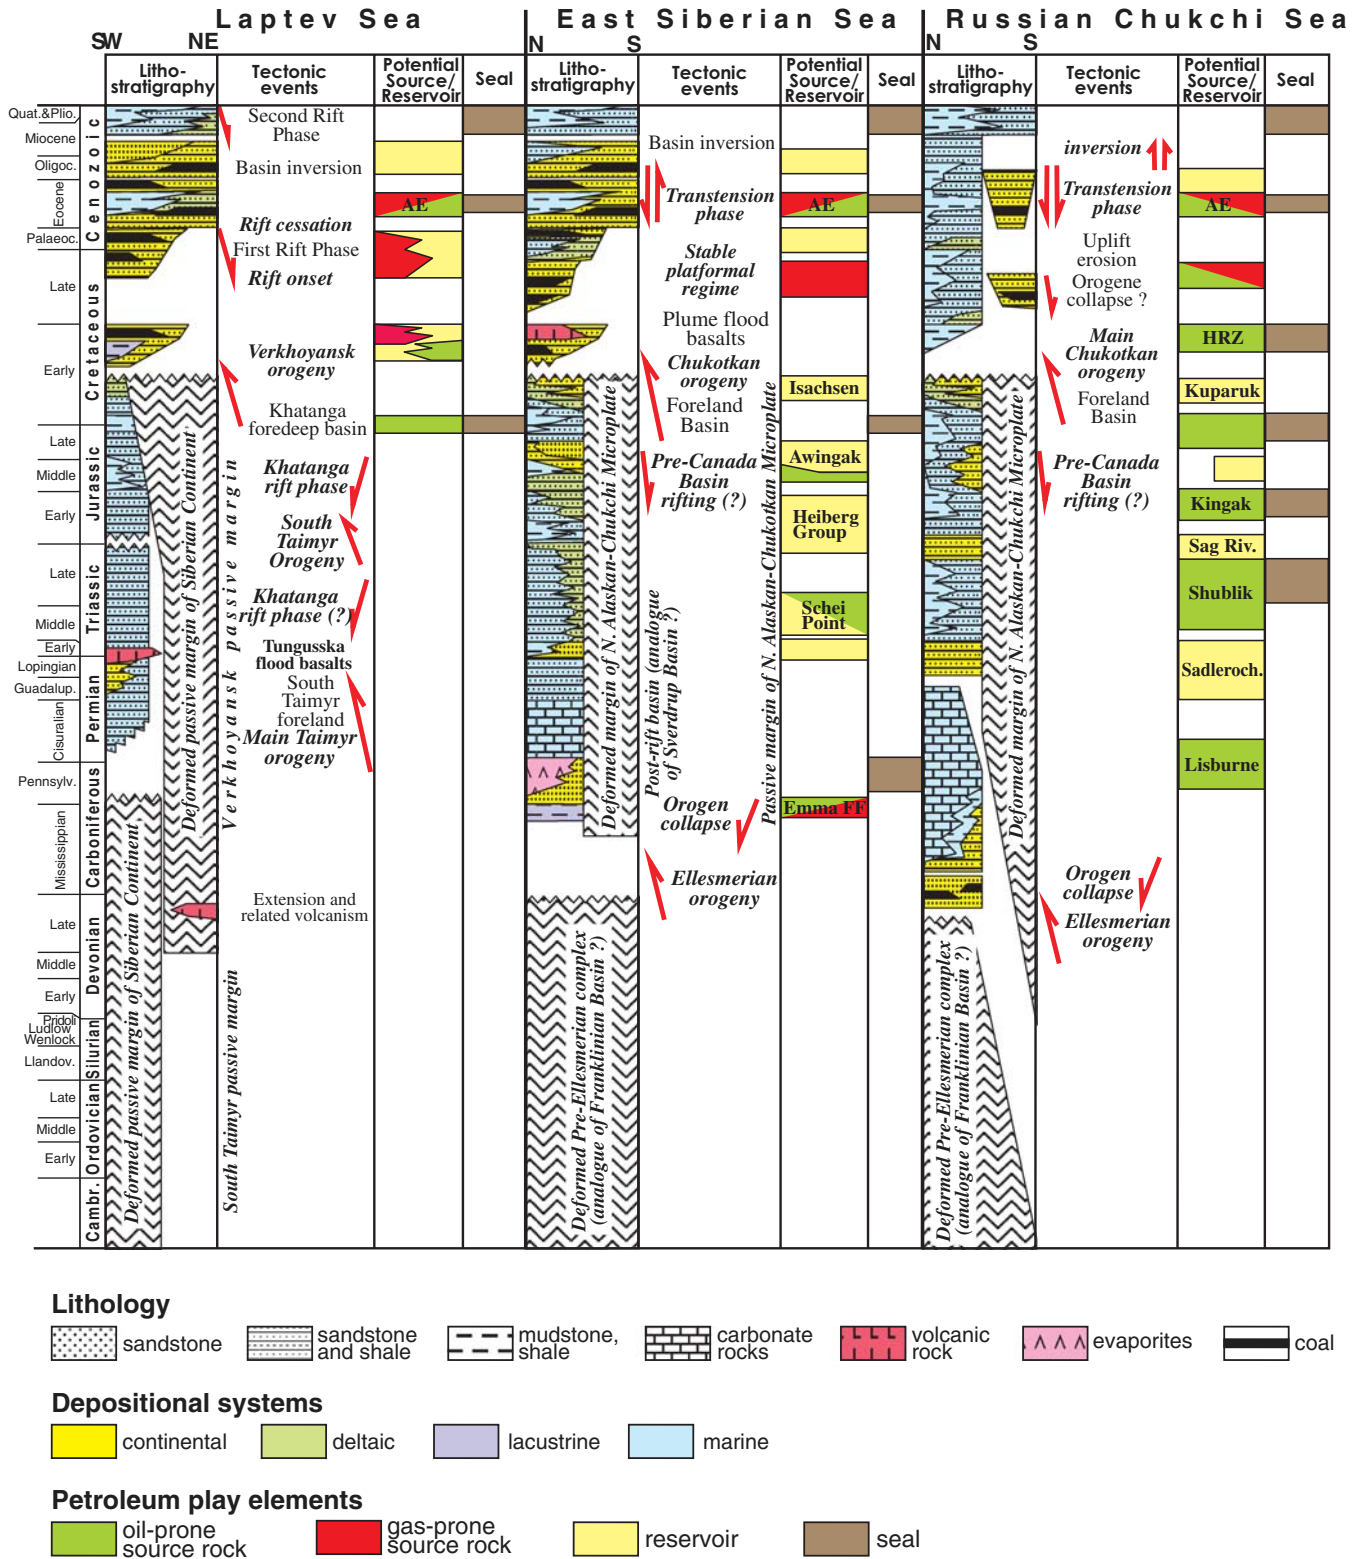 Laptev Sea
East Siberian Sea
Russian Chukchi Sea
SW
NE
N
S
N
S
Litho-
stratigraphy
Tectonic
events
Potential
Source/
Reservoir
Seal
Litho-
stratigraphy
Tectonic
events
Potential
Source/
Reservoir
Seal
Litho-
stratigraphy
Tectonic
events
Potential
Source/
Reservoir
Seal
Quat.&Plio.
Miocene
Oligoc.
Eocene
Palaeoc.
Late
Early
Late
Middle
Early
Late
Middle
Early
Lopingian
Guadalup.
Cisuralian
Pennsylv.
Mississippian
Late
Middle
Early
Pridoli
Ludlow
Wenlock
Llandov.
Late
Middle
Early
Cenozoic
Cretaceous
Jurassic
Triassic
Permian
Carboniferous
Devonian
Silurian
Ordovician
Cambr.
Deformed passive margin of Siberian Continent
Deformed passive margin of Siberian Continent
Verkhoyansk passive margin
South Taimyr passive margin
Second Rift
Phase
Basin inversion
Rift cessation
First Rift Phase
Rift onset
Verkhoyansk
orogeny
Khatanga
foredeep basin
Khatanga
rift phase
South
Taimyr
Orogeny
Khatanga
rift phase (?)
Tungusska
flood basalts
South
Taimyr
foreland
Main Taimyr
orogeny
Extension and
related volcanism
AE
Deformed margin of N. Alaskan-Chukchi Microplate
Deformed Pre-Ellesmerian complex
(analogue of Franklinian Basin ?)
Basin inversion
Transtension
phase
Stable
platformal
regime
Plume flood
basalts
Chukotkan
orogeny
Foreland
Basin
Pre-Canada
Basin
rifting (?)
Post-rift basin (analogue
of Sverdrup Basin ?)
Passive margin of N. Alaskan-Chukotkan Microplate
Orogen
collapse
Ellesmerian
orogeny
AE
Isachsen
Awingak
Heiberg
Group
Schei
Point
Emma FF
Deformed margin of N. Alaskan-Chukchi Microplate
Deformed Pre-Ellesmerian complex
(analogue of Franklinian Basin ?)
inversion
Transtension
phase
Uplift
erosion
Orogene
collapse ?
Main
Chukotkan
orogeny
Foreland
Basin
Pre-Canada
Basin
rifting (?)
Orogen
collapse
Ellesmerian
orogeny
AE
HRZ
Kuparuk
Kingak
Sag Riv.
Shublik
Sadleroch.
Lisburne
Lithology
sandstone
sandstone
and shale
mudstone,
shale
carbonate
rocks
volcanic
rock
evaporites
coal
Depositional systems
continental
deltaic
lacustrine
marine
Petroleum play elements
oil-prone
source rock
gas-prone
source rock
reservoir
seal